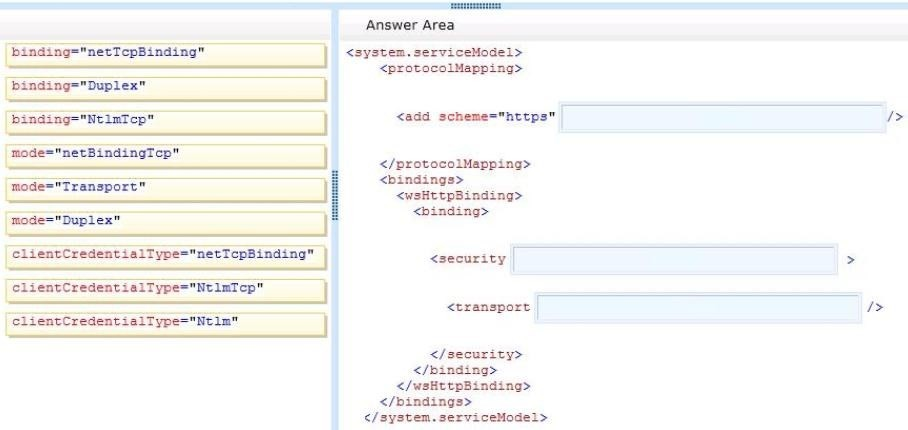 Answer Area
binding="netTcpBinding"
binding="Duplex"
binding="NtlmTcp"
mode="netBindingTcp"
mode="Transport"
mode="Duplex"
clientCredentialType="netTcpBinding"
clientCredentialType="NtlmTcp"
clientCredentialType="Ntlm"
<system.serviceModel>
<protocolMapping>
<add scheme="https" />
</protocolMapping>
<bindings>
<wsHttpBinding>
<binding>
<security >
<transport />
</security>
</binding>
</wsHttpBinding>
</bindings>
</system.serviceModel>